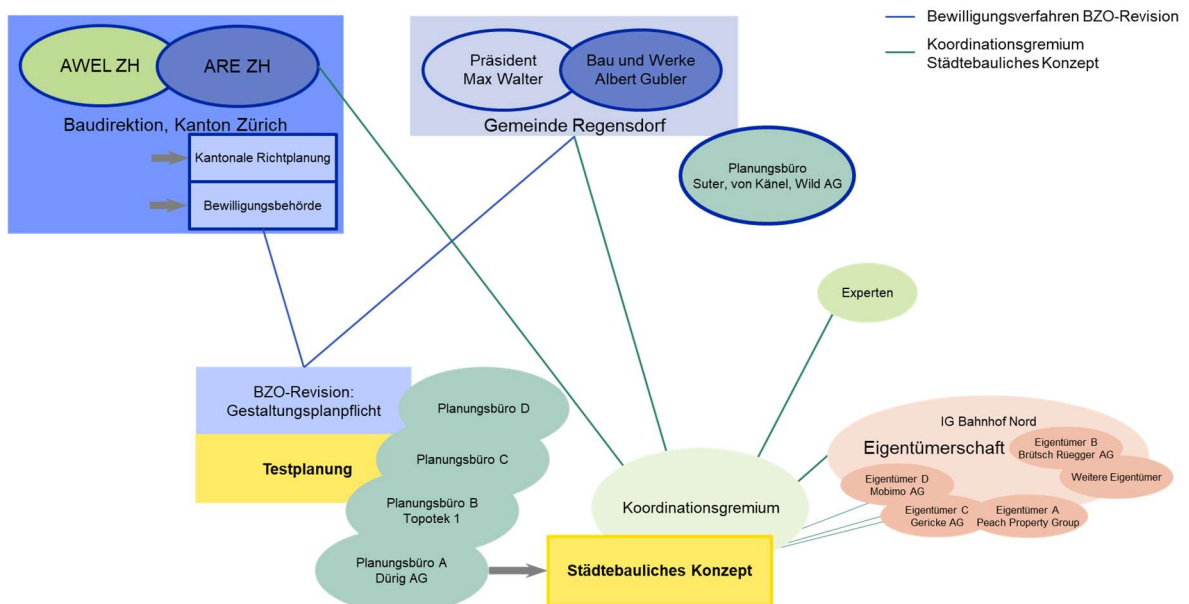 Bewilligungsverfahren BZO-Revision
Koordinationsgremium
Städtebauliches Konzept
AWEL ZH
ARE ZH
Baudirektion, Kanton Zürich
Kantonale Richtplanung
Bewilligungsbehörde
Präsident
Max Walter
Bau und Werke
Albert Gubler
Gemeinde Regensdorf
Planungsbüro
Suter, von Känel, Wild AG
Experten
BZO-Revision:
Gestaltungsplanpflicht
Testplanung
Planungsbüro D
Planungsbüro C
Planungsbüro B
Topotek 1
Planungsbüro A
Dürig AG
Koordinationsgremium
Städtebauliches Konzept
IG Bahnhof Nord
Eigentümerschaft
Eigentümer B
Brütsch Rüegger AG
Weitere Eigentümer
Eigentümer D
Mobimo AG
Eigentümer C
Gericke AG
Eigentümer A
Peach Property Group